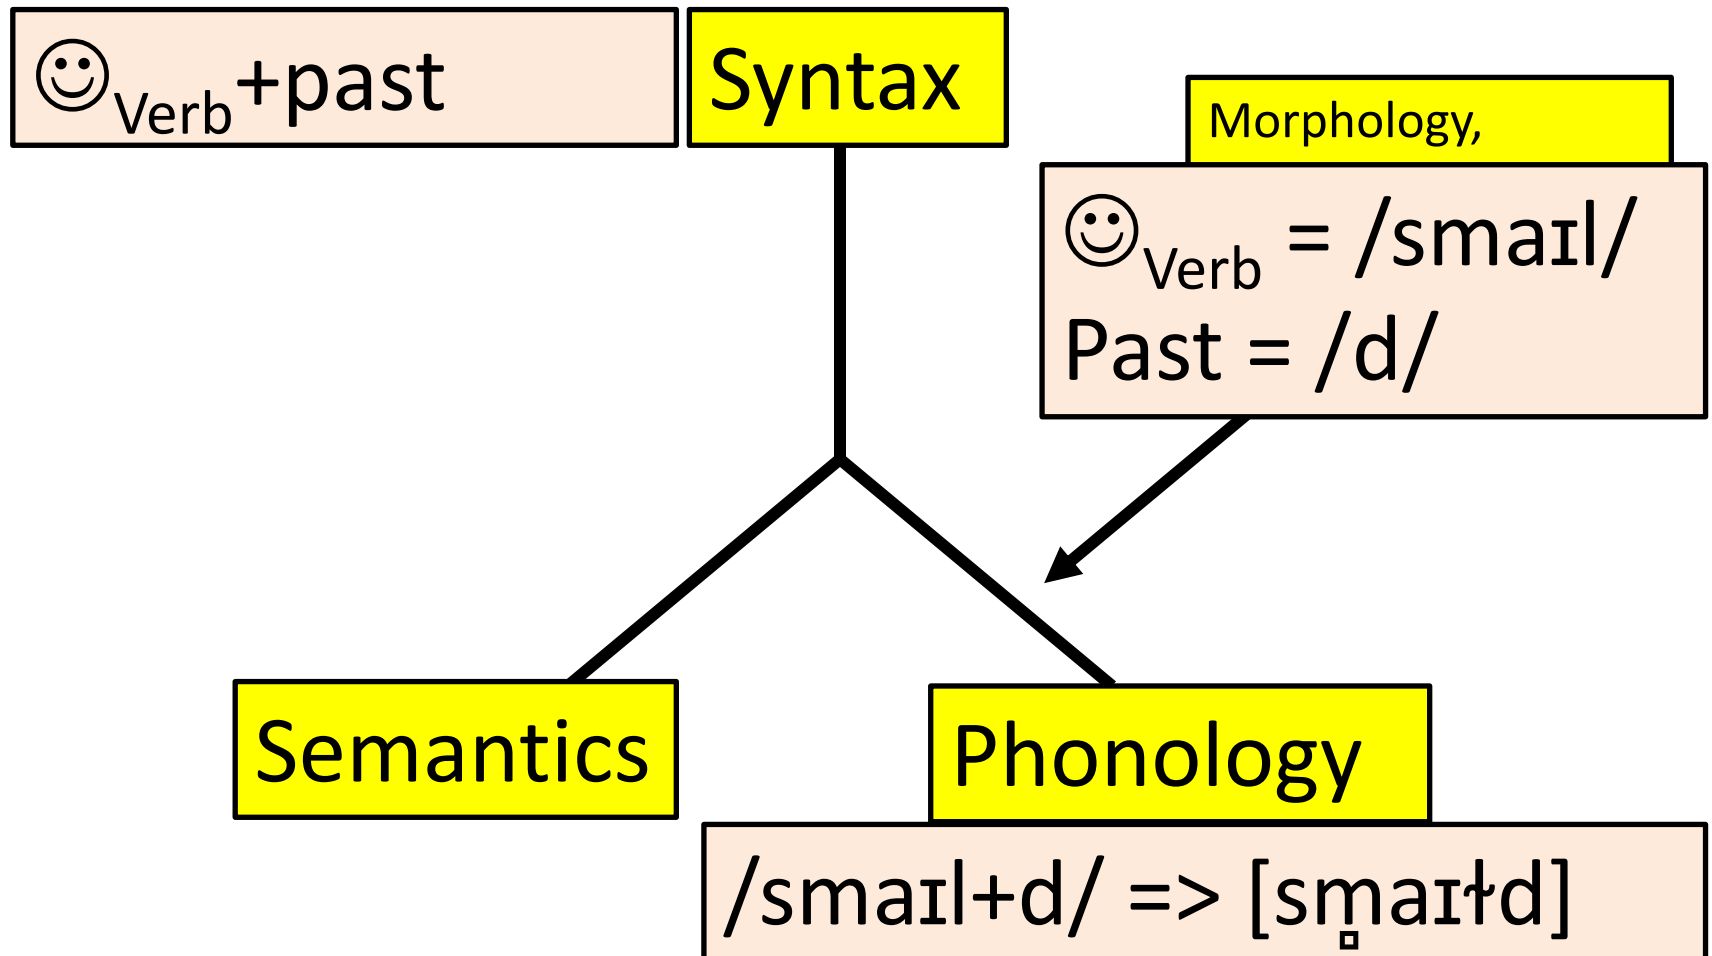 ☺Verb+past
Syntax
Morphology,
☺Verb = /smaɪl/
Past = /d/
Semantics
Phonology
/smaɪl+d/ => [sm̻aɪɫd]